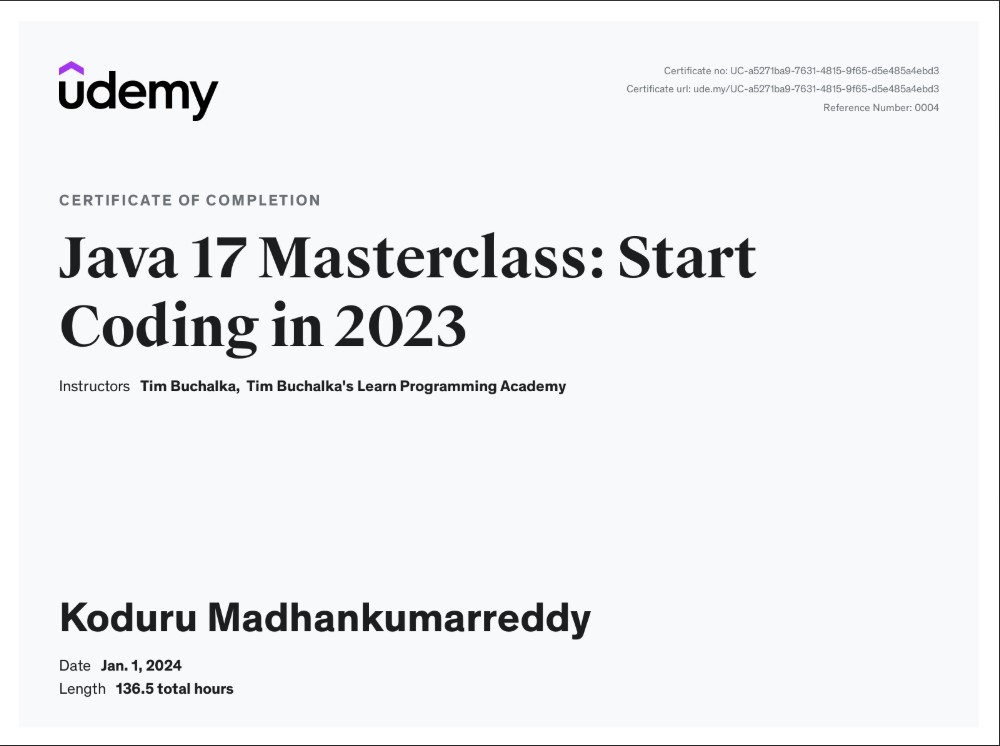 udemy
Certificate no: UC-a5271ba9-7631-4815-9f65-d5e485a4ebd3
Certificate url: ude.my/UC-a5271ba9-7631-4815-9f65-d5e485a4ebd3
Reference Number: 0004
CERTIFICATE OF COMPLETION
Java 17 Masterclass: Start
Coding in 2023
Instructors Tim Buchalka, Tim Buchalka's Learn Programming Academy
Koduru Madhankumarreddy
Date Jan. 1, 2024
Length 136.5 total hours